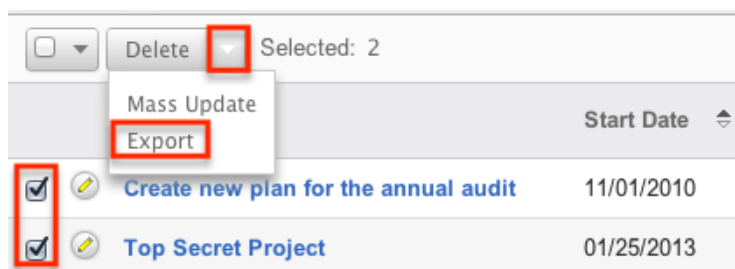 Delete Selected: 2
Mass Update
Export
Start Date
Create new plan for the annual audit 11/01/2010
Top Secret Project 01/25/2013